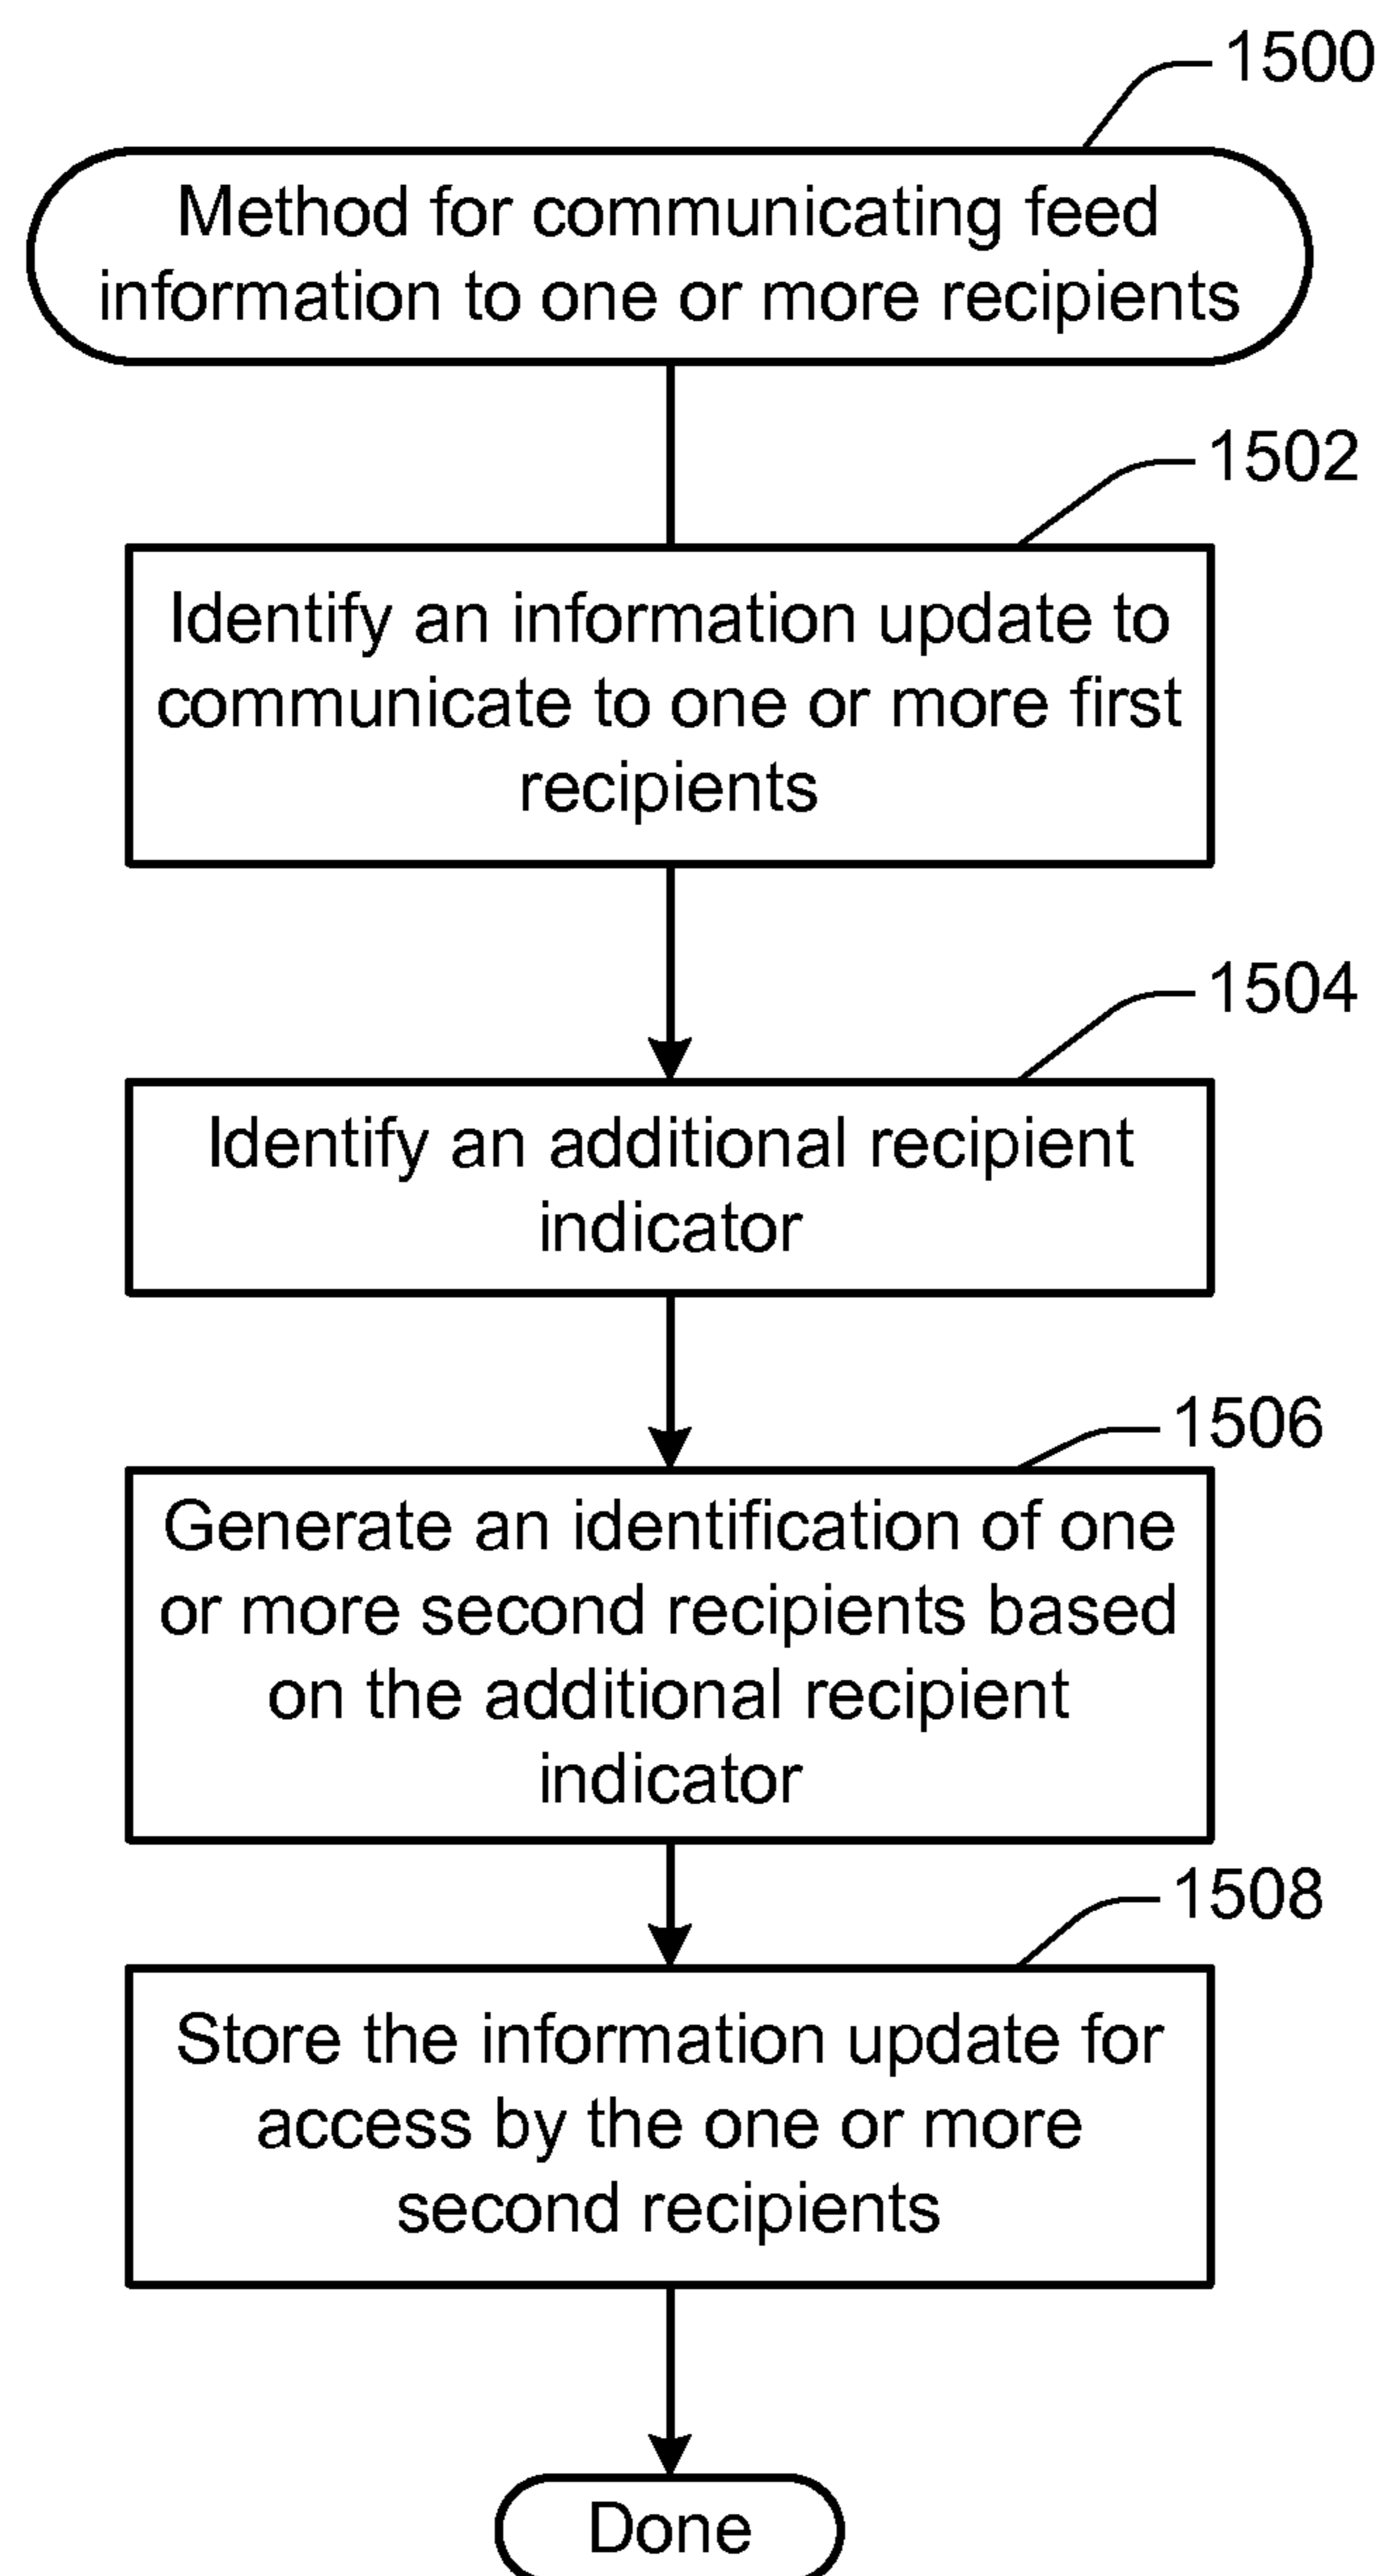 1500
Method for communicating feed
information to one or more recipients
1502
Identify an information update to
communicate to one or more first
recipients
1504
Identify an additional recipient
indicator
1506
Generate an identification of one
or more second recipients based
on the additional recipient
indicator
1508
Store the information update for
access by the one or more
second recipients
Done